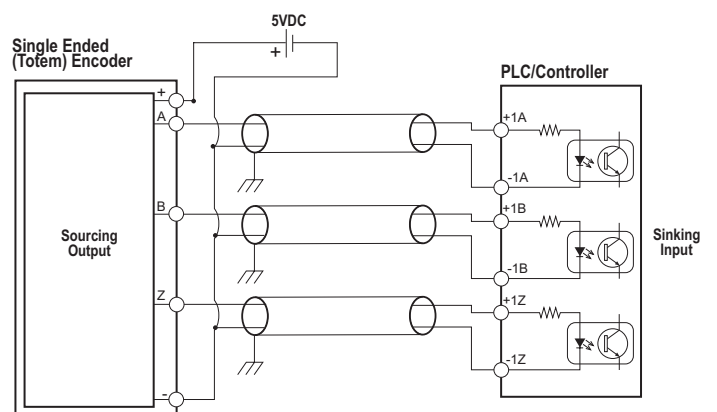 5VDC
+
Single Ended
(Totem) Encoder
PLC/Controller
+
A
+1A
-1A
B
+1B
Sourcing
Output
Sinking
Input
-1B
Z
+1Z
-1Z
-